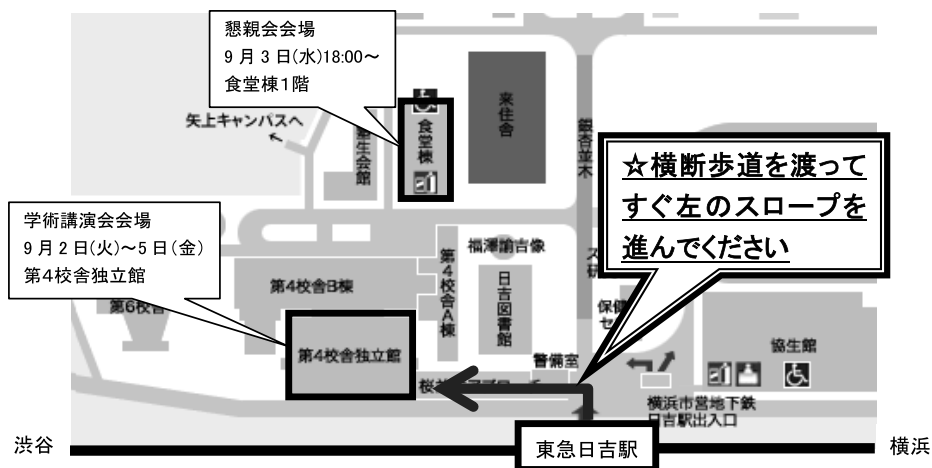 懇親会会場
9月3日(水)18:00～
食堂棟1階
矢上キャンパスへ
塾生会館
食堂棟
来往舎
銀杏並木
☆横断歩道を渡って
すぐ左のスロープを
進んでください
学術講演会会場
9月2日(火)～5日(金)
第4校舎独立館
第6校舎
第4校舎B棟
第4校舎A棟
福澤諭吉像
日吉図書館
第4校舎独立館
警備室
協生館
横浜市営地下鉄
日吉駅出入口
渋谷
東急日吉駅
横浜